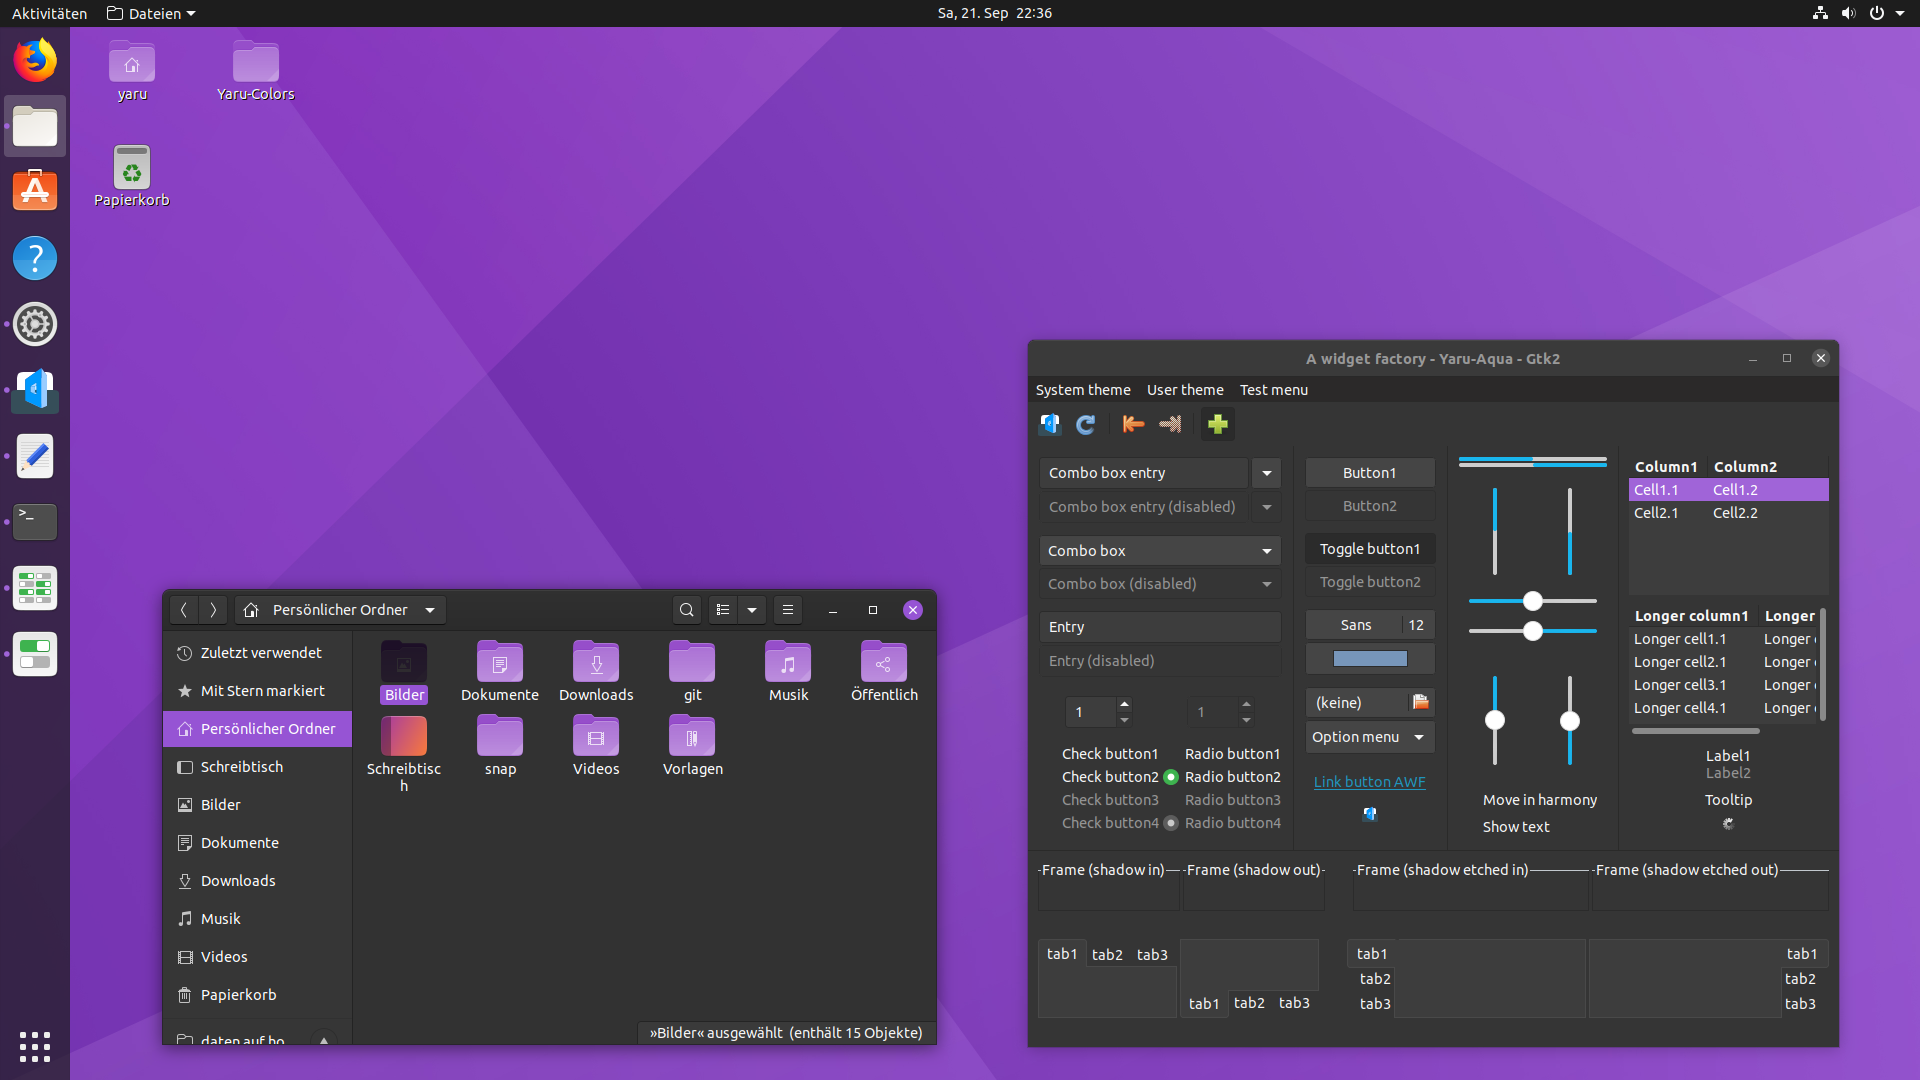 Aktivitäten
Dateien
Sa, 21. Sep 22:36
yaru
Yaru-Colors
Papierkorb
Persönlicher Ordner
Zuletzt verwendet
Mit Stern markiert
Persönlicher Ordner
Schreibtisch
Bilder
Dokumente
Downloads
Musik
Videos
Papierkorb
Bilder
Dokumente
Downloads
git
Musik
Öffentlich
Schreibtisc
h
snap
Videos
Vorlagen
»Bilder« ausgewählt (enthält 15 Objekte)
A widget factory - Yaru-Aqua - Gtk2
System theme User theme Test menu
Combo box entry
Combo box entry (disabled)
Combo box
Combo box (disabled)
Entry
Entry (disabled)
1
1
Check button1
Radio button1
Check button2
Radio button2
Check button3
Radio button3
Check button4
Radio button4
Button1
Button2
Toggle button1
Toggle button2
Sans 12
(keine)
Option menu
Link button AWF
Move in harmony
Show text
Column1 Column2
Cell1.1 Cell1.2
Cell2.1 Cell2.2
Longer column1 Longer
Longer cell1.1 Longer
Longer cell2.1 Longer
Longer cell3.1 Longer
Longer cell4.1 Longer
Label1
Label2
Tooltip
Frame (shadow in)
Frame (shadow out)
Frame (shadow etched in)
Frame (shadow etched out)
tab1 tab2 tab3
tab1 tab2 tab3
tab1
tab2
tab3
tab1
tab2
tab3